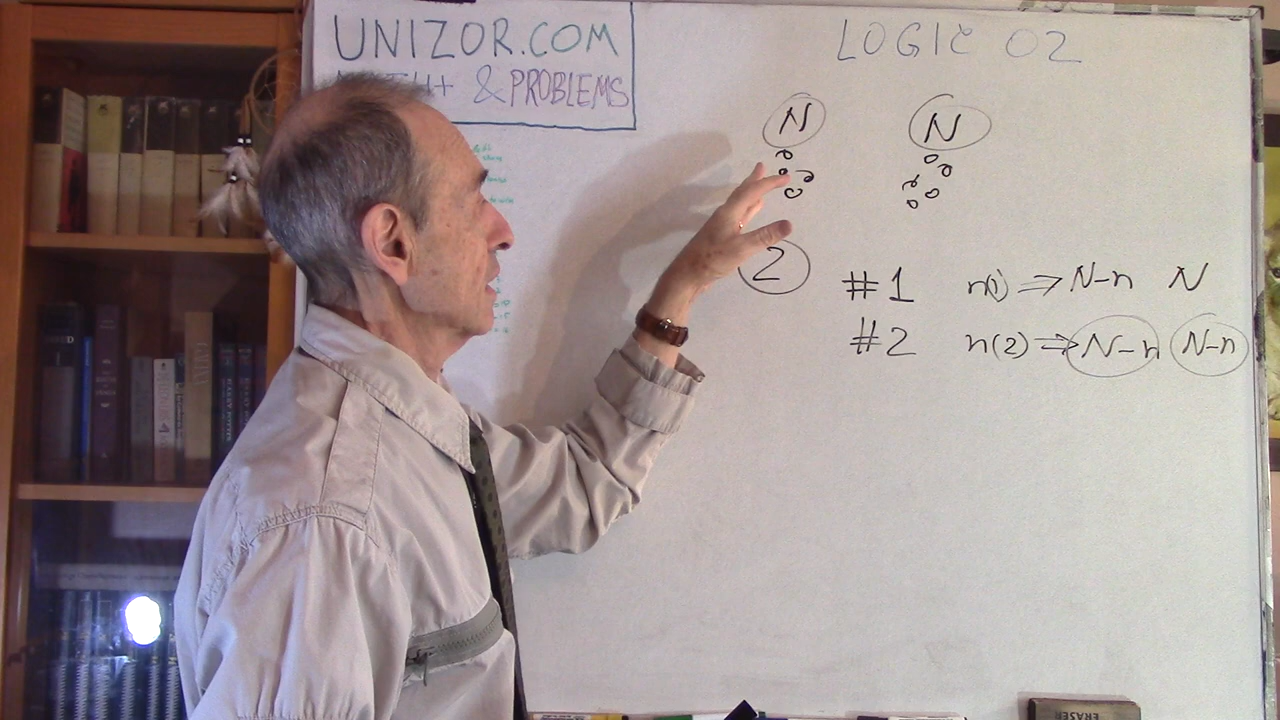 UNIZOR.COM
& PROBLEMS
LOGIC 02
N N
2
#1 n(1) ⇒ N-n N
#2 n(2) ⇒ N-n N-n
ERASER